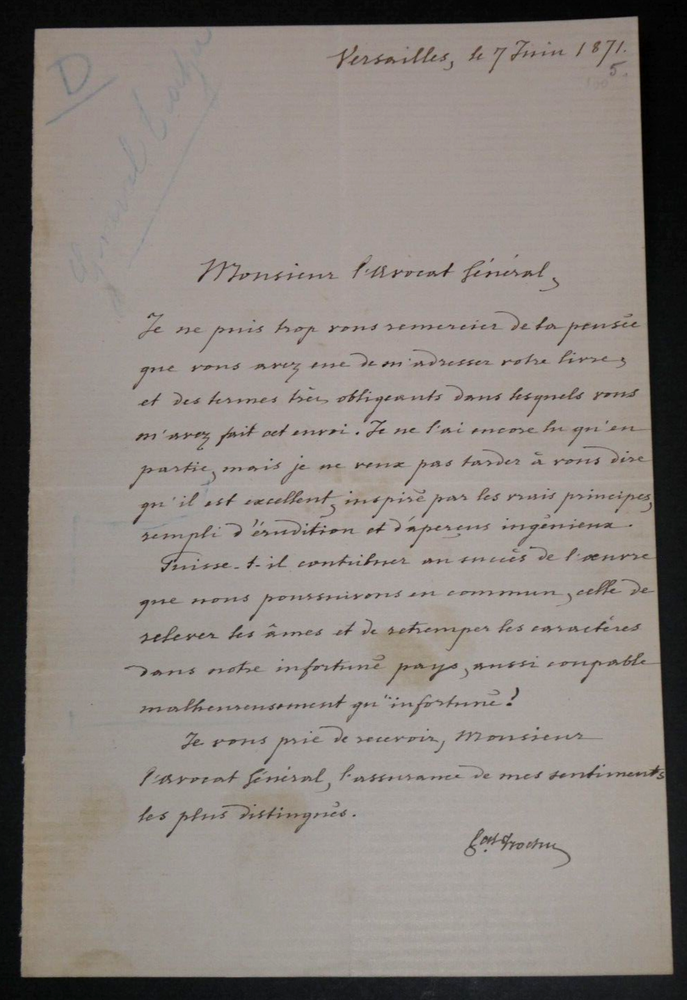 D
Général Trochu
Versailles, le 7 Juin 1871.
5.
Monsieur l'Avocat Général,
Je ne puis trop vous remercier de la pensée
que vous avez eue de m'adresser votre livre,
et des termes très obligeants dans lesquels vous
m'avez fait cet envoi. Je ne l'ai encore lu qu'en
partie, mais je ne veux pas tarder à vous dire
qu'il est excellent, inspiré par les vrais principes,
rempli d'érudition et d'aperçus ingénieux.
Puisse-t-il contribuer au succès de l'œuvre
que nous poursuivons en commun, celle de
relever les âmes et de retremper les caractères
dans notre infortuné pays, aussi coupable
malheureusement qu'infortuné!
Je vous prie de recevoir, Monsieur
l'Avocat Général, l'assurance de mes sentiments
les plus distingués.
Gal Trochu